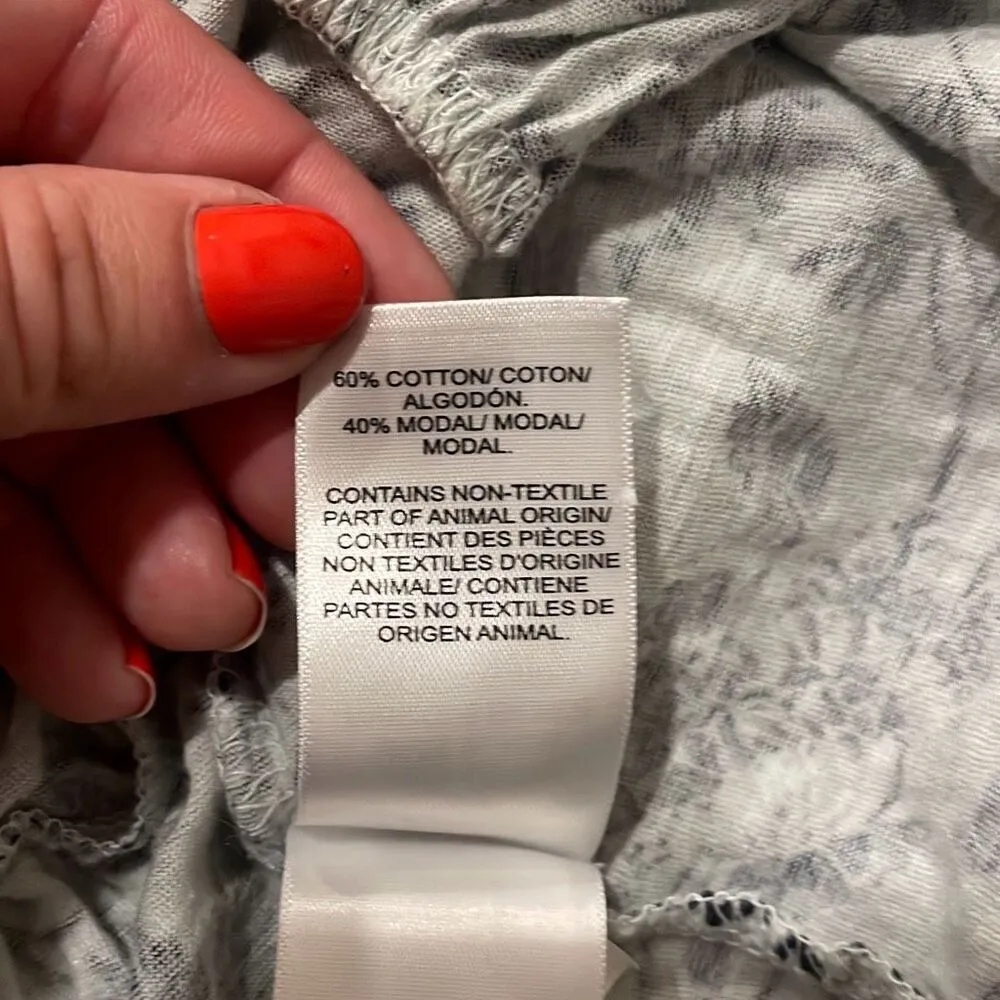 60% COTTON/ COTON/
ALGODÓN.
40% MODAL/ MODAL/
MODAL.
CONTAINS NON-TEXTILE
PART OF ANIMAL ORIGIN/
CONTIENT DES PIÈCES
NON TEXTILES D'ORIGINE
ANIMALE/ CONTIENE
PARTES NO TEXTILES DE
ORIGEN ANIMAL.